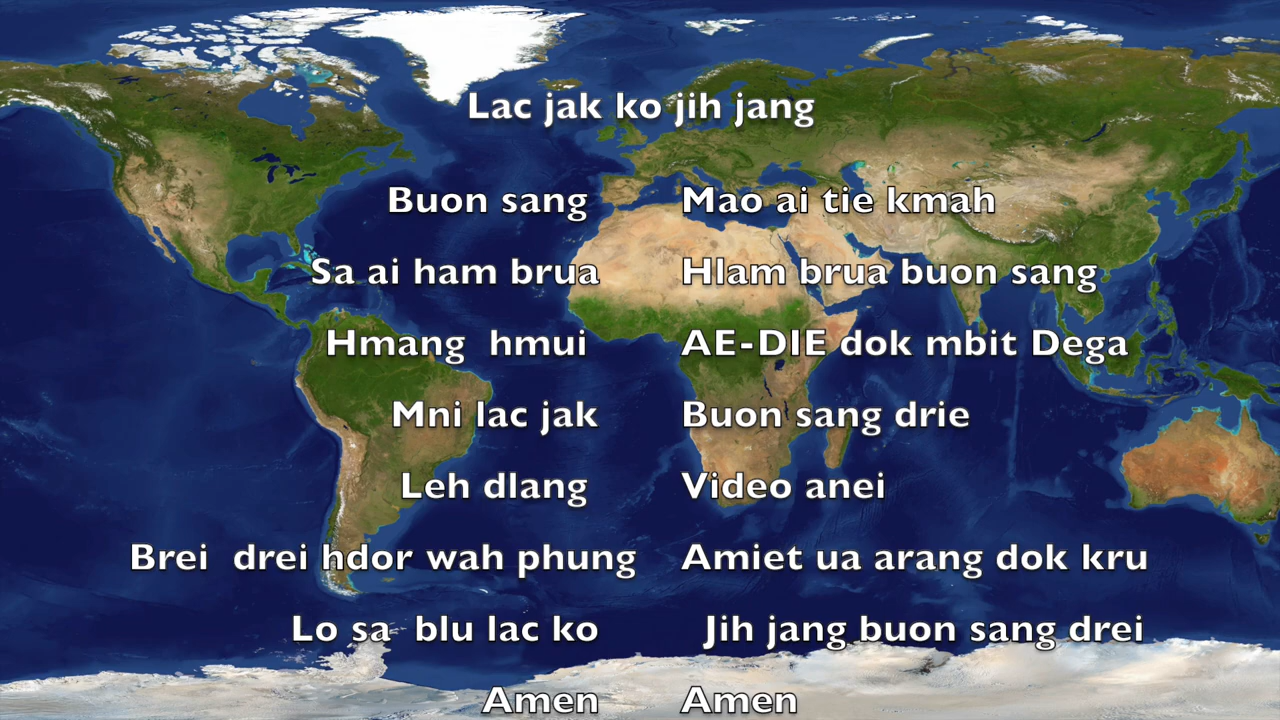 Lac jak ko jih jang
Buon sang Mao ai tie kmah
Sa ai ham brua Hlam brua buon sang
Hmang hmui AE-DIE dok mbit Dega
Mni lac jak Buon sang drie
Leh dlang Video anei
Brei drei hdor wah phung Amiet ua arang dok kru
Lo sa blu lac ko Jih jang buon sang drei
Amen Amen